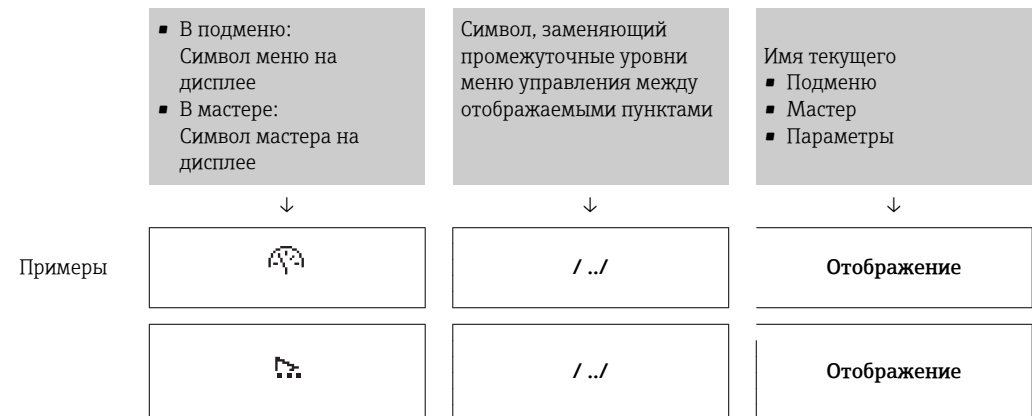 ▪ В подменю:
Символ меню на
дисплее
▪ В мастере:
Символ мастера на
дисплее
Символ, заменяющий
промежуточные уровни
меню управления между
отображаемыми пунктами
Имя текущего
▪ Подменю
▪ Мастер
▪ Параметры
↓ ↓ ↓
Примеры / ../ Отображение
/ ../ Отображение